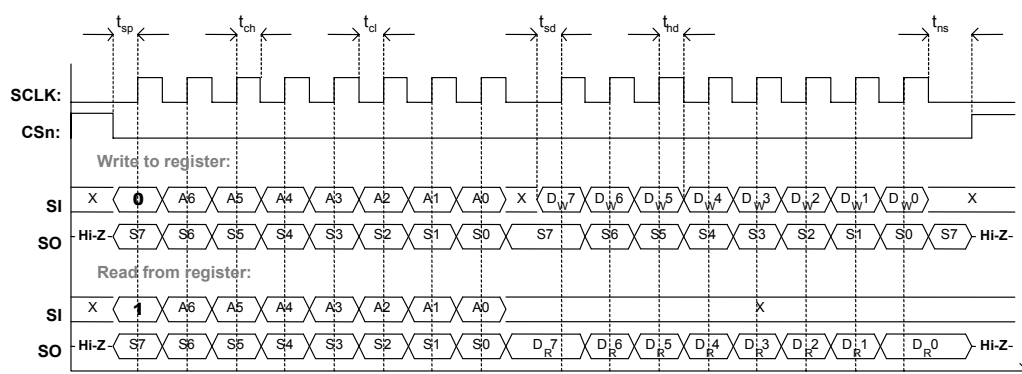 tsp tch tcl tsd thd tns
SCLK:
CSn:
Write to register:
SI X 0 A6 A5 A4 A3 A2 A1 A0 X DW7 DW6 DW5 DW4 DW3 DW2 DW1 DW0 X
SO Hi-Z S7 S6 S5 S4 S3 S2 S1 S0 S7 S6 S5 S4 S3 S2 S1 S0 S7 Hi-Z
Read from register:
SI X 1 A6 A5 A4 A3 A2 A1 A0 X
SO Hi-Z S7 S6 S5 S4 S3 S2 S1 S0 DR7 DR6 DR5 DR4 DR3 DR2 DR1 DR0 Hi-Z